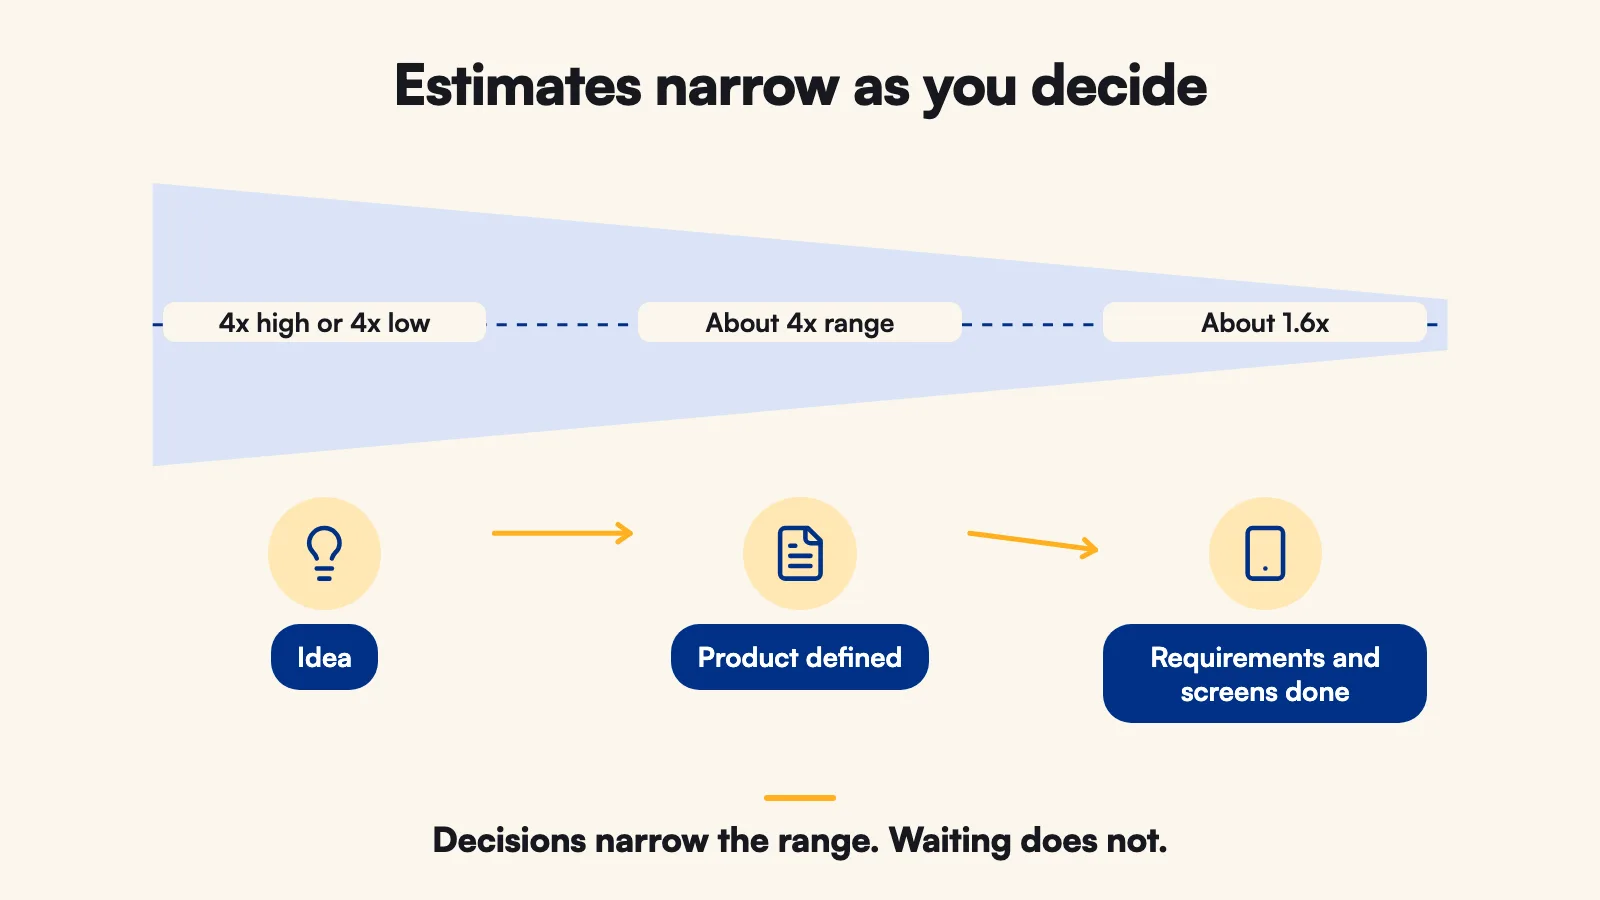 Estimates narrow as you decide
4x high or 4x low
About 4x range
About 1.6x
Idea
Product defined
Requirements and
screens done
Decisions narrow the range. Waiting does not.